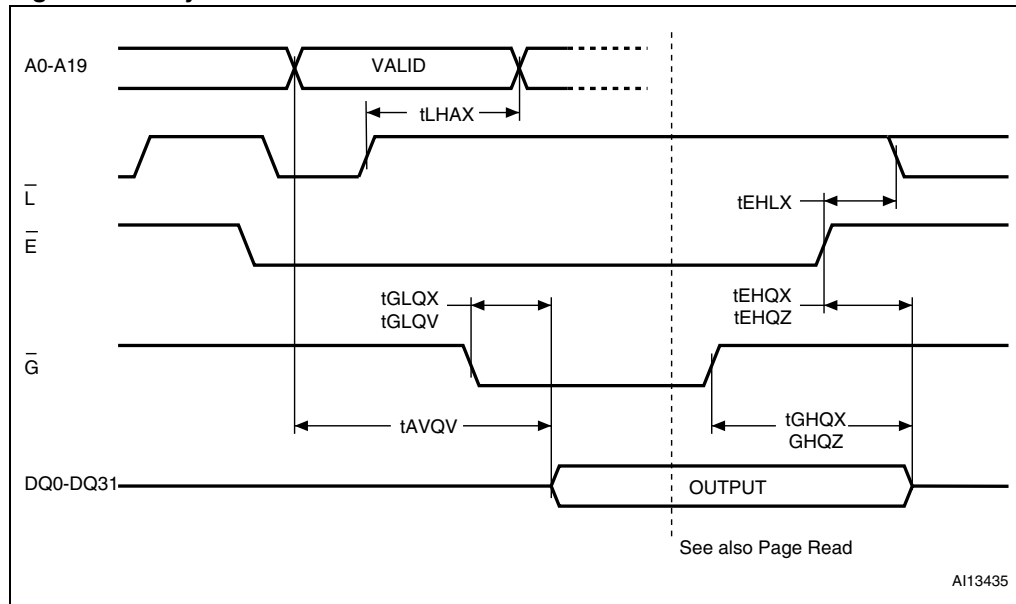 A0-A19
VALID
tLHAX
L
tEHLX
E
tGLQX
tGLQV
tEHQX
tEHQZ
G
tAVQV
tGHQX
GHQZ
DQ0-DQ31
OUTPUT
See also Page Read
AI13435